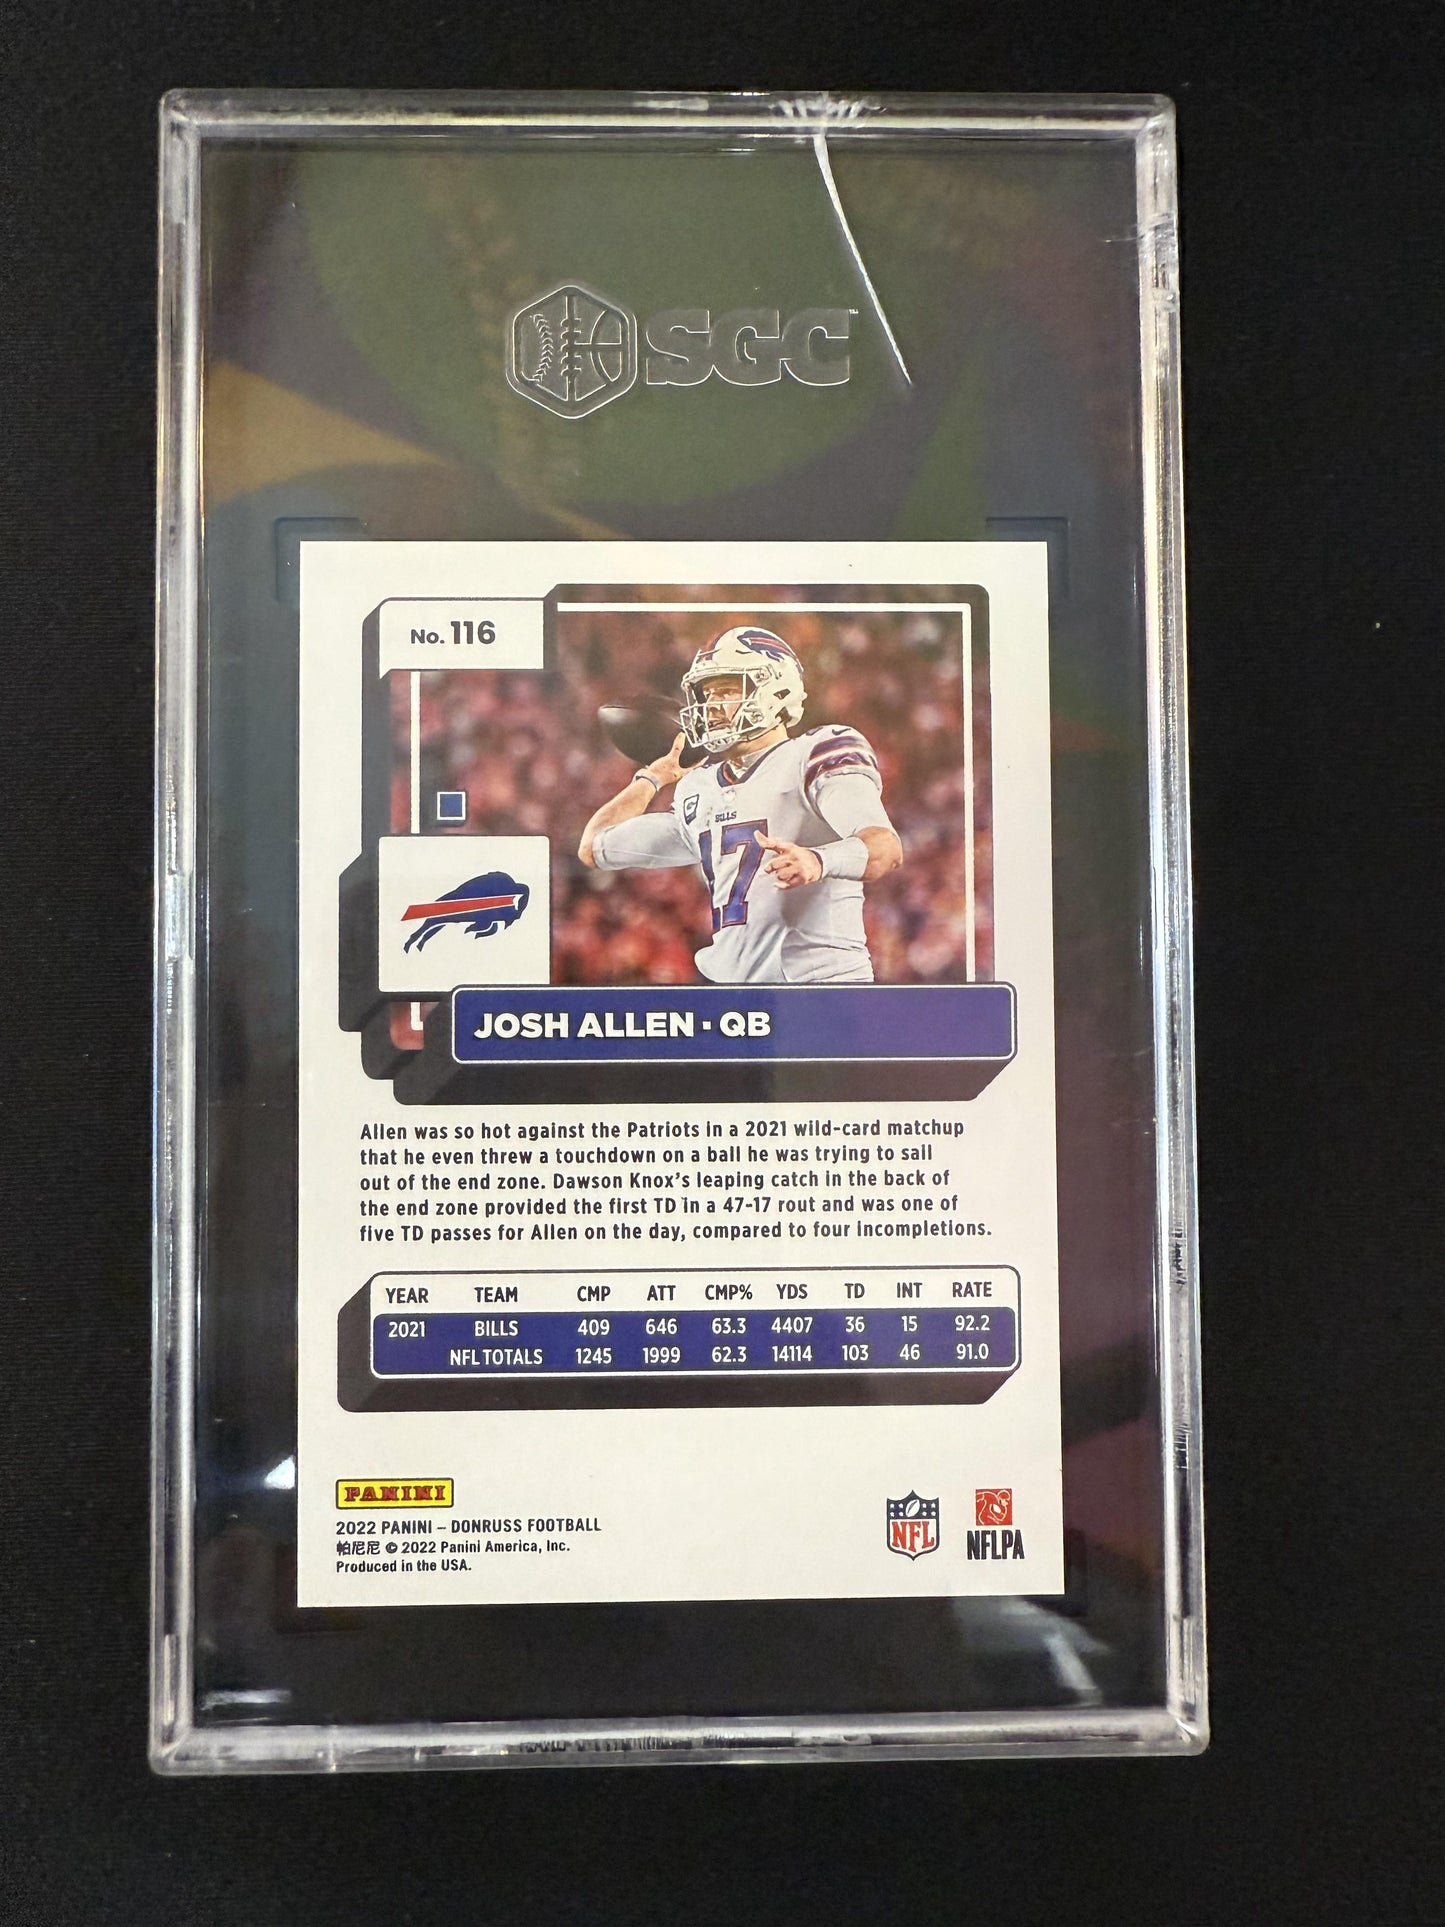 SGC
No. 116
BILLS
17
JOSH ALLEN · QB
Allen was so hot against the Patriots in a 2021 wild-card matchup
that he even threw a touchdown on a ball he was trying to sail
out of the end zone. Dawson Knox's leaping catch in the back of
the end zone provided the first TD in a 47-17 rout and was one of
five TD passes for Allen on the day, compared to four incompletions.
YEAR TEAM CMP ATT CMP% YDS TD INT RATE
2021 BILLS 409 646 63.3 4407 36 15 92.2
NFL TOTALS 1245 1999 62.3 14114 103 46 91.0
PANINI
2022 PANINI – DONRUSS FOOTBALL
帕尼尼 © 2022 Panini America, Inc.
Produced in the USA.
NFL
NFLPA